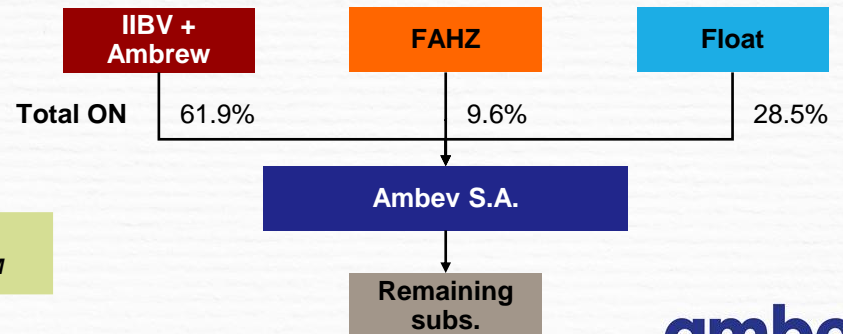 IIBV +
Ambrew
FAHZ
Float
Total ON
61.9%
9.6%
28.5%
Ambev S.A.
Remaining
subs.